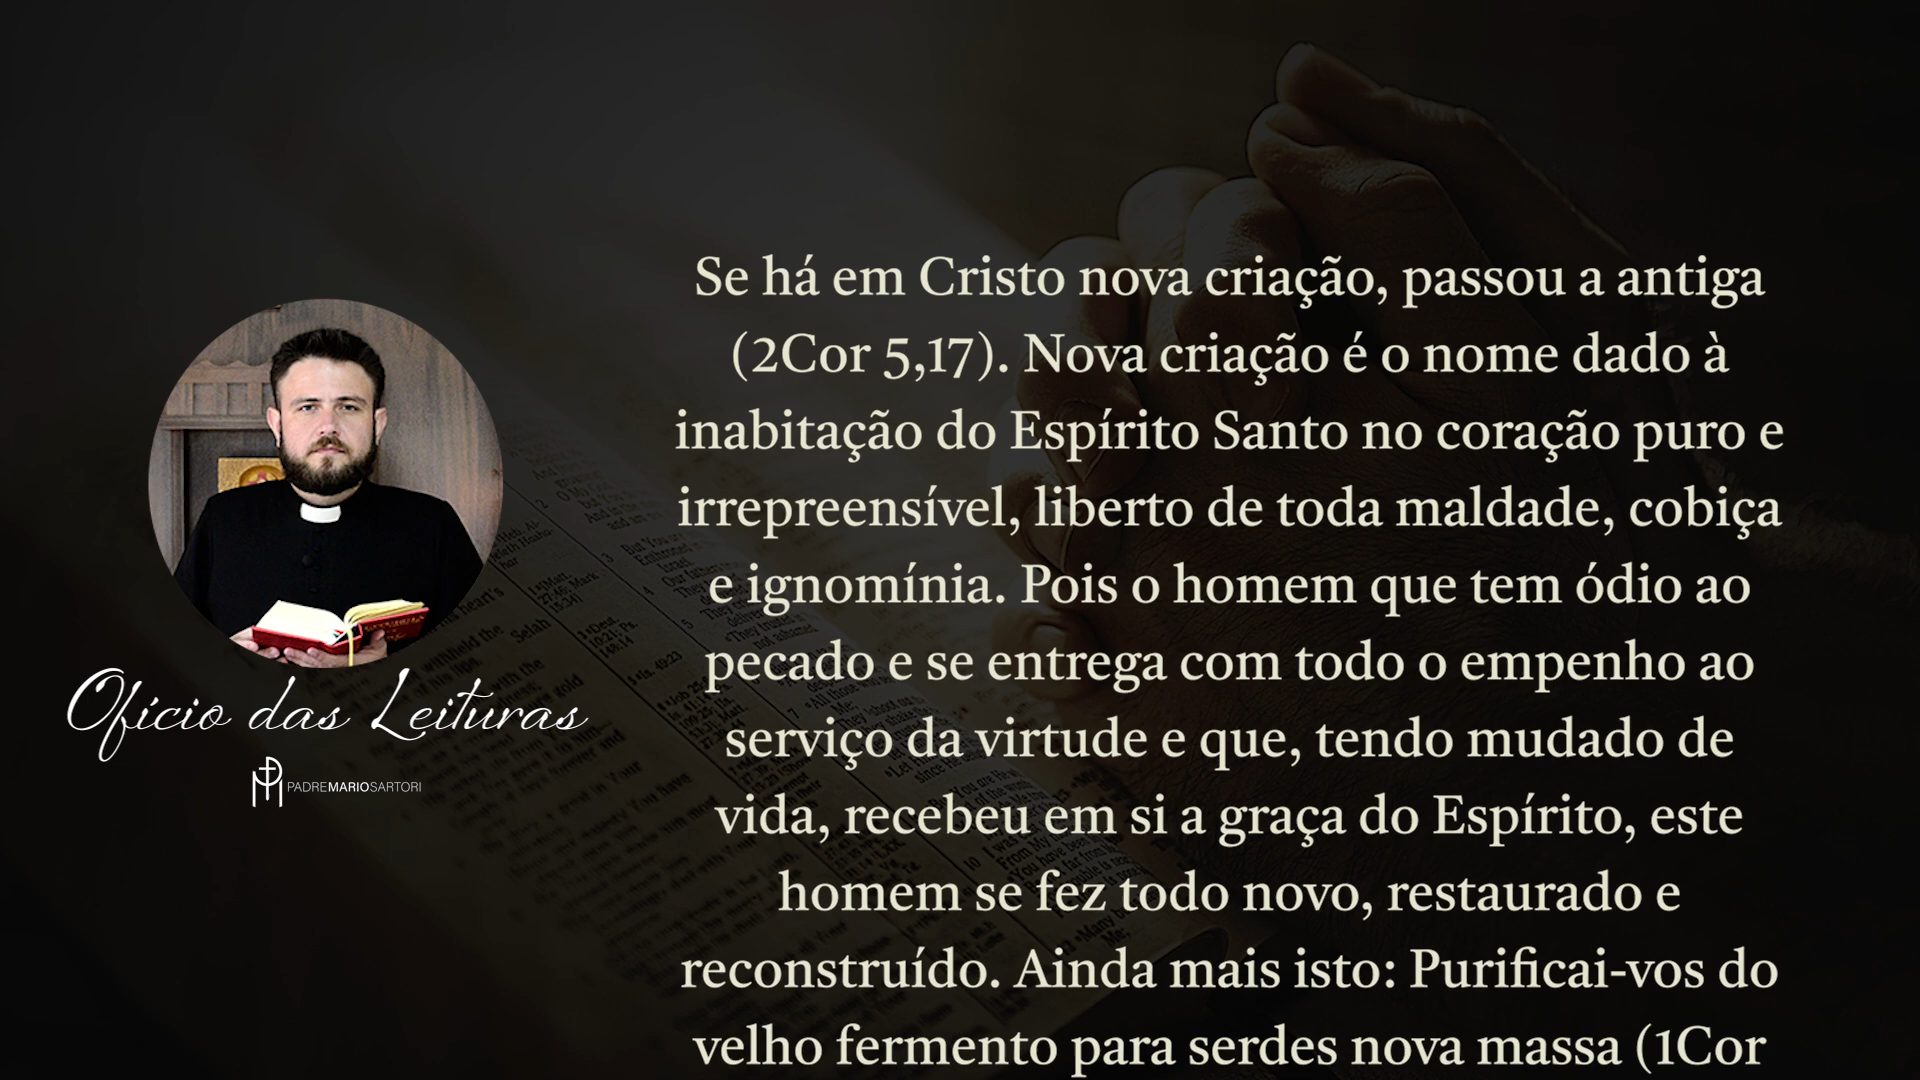 Se há em Cristo nova criação, passou a antiga
(2Cor 5,17). Nova criação é o nome dado à
inabitação do Espírito Santo no coração puro e
irrepreensível, liberto de toda maldade, cobiça
e ignomínia. Pois o homem que tem ódio ao
pecado e se entrega com todo o empenho ao
serviço da virtude e que, tendo mudado de
vida, recebeu em si a graça do Espírito, este
homem se fez todo novo, restaurado e
reconstruído. Ainda mais isto: Purificai-vos do
velho fermento para serdes nova massa (1Cor
Ofício das Leituras
PADREMARIOSARTORI